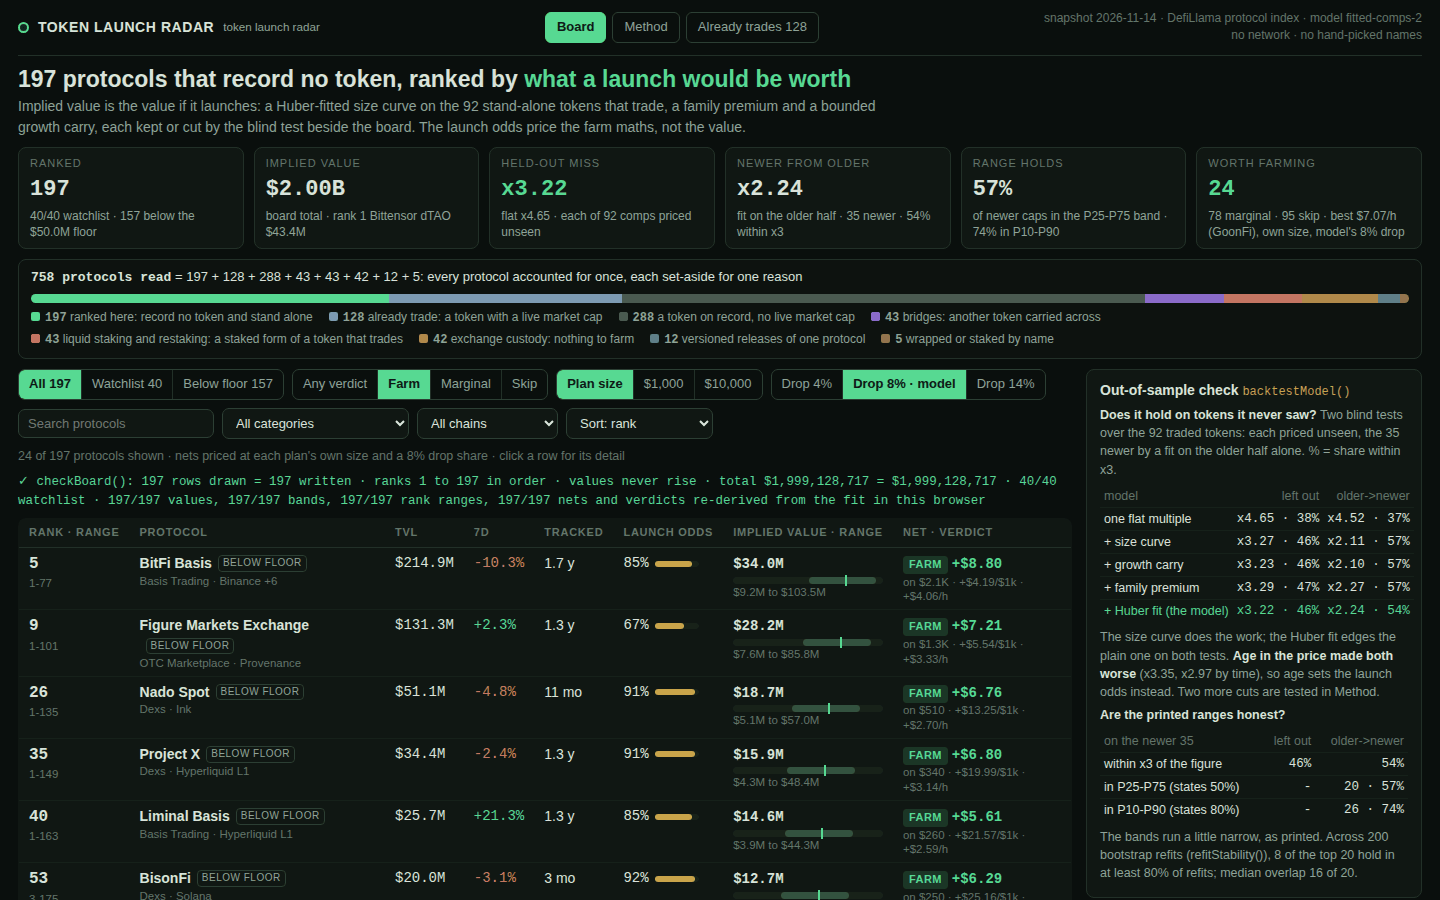 TOKEN LAUNCH RADAR token launch radar
Board Method Already trades 128
snapshot 2026-11-14 · DefiLlama protocol index · model fitted-comps-2
no network · no hand-picked names
197 protocols that record no token, ranked by what a launch would be worth
Implied value is the value if it launches: a Huber-fitted size curve on the 92 stand-alone tokens that trade, a family premium and a bounded
growth carry, each kept or cut by the blind test beside the board. The launch odds price the farm maths, not the value.
RANKED
197
40/40 watchlist · 157 below the
$50.0M floor
IMPLIED VALUE
$2.00B
board total · rank 1 Bittensor dTAO
$43.4M
HELD-OUT MISS
x3.22
flat x4.65 · each of 92 comps priced
unseen
NEWER FROM OLDER
x2.24
fit on the older half · 35 newer · 54%
within x3
RANGE HOLDS
57%
of newer caps in the P25-P75 band ·
74% in P10-P90
WORTH FARMING
24
78 marginal · 95 skip · best $7.07/h
(GoonFi), own size, model's 8% drop
758 protocols read = 197 + 128 + 288 + 43 + 43 + 42 + 12 + 5: every protocol accounted for once, each set-aside for one reason
197 ranked here: record no token and stand alone 128 already trade: a token with a live market cap 288 a token on record, no live market cap 43 bridges: another token carried across
43 liquid staking and restaking: a staked form of a token that trades 42 exchange custody: nothing to farm 12 versioned releases of one protocol 5 wrapped or staked by name
All 197 Watchlist 40 Below floor 157 Any verdict Farm Marginal Skip Plan size $1,000 $10,000 Drop 4% Drop 8% · model Drop 14%
Search protocols All categories All chains Sort: rank
24 of 197 protocols shown · nets priced at each plan's own size and a 8% drop share · click a row for its detail
✓ checkBoard(): 197 rows drawn = 197 written · ranks 1 to 197 in order · values never rise · total $1,999,128,717 = $1,999,128,717 · 40/40
watchlist · 197/197 values, 197/197 bands, 197/197 rank ranges, 197/197 nets and verdicts re-derived from the fit in this browser
RANK · RANGE PROTOCOL TVL 7D TRACKED LAUNCH ODDS IMPLIED VALUE · RANGE NET · VERDICT
5 BitFi Basis BELOW FLOOR $214.9M -10.3% 1.7 y 85% $34.0M FARM +$8.80
1-77 Basis Trading · Binance +6 $9.2M to $103.5M on $2.1K · +$4.19/$1k ·
+$4.06/h
9 Figure Markets Exchange $131.3M +2.3% 1.3 y 67% $28.2M FARM +$7.21
1-101 BELOW FLOOR $7.6M to $85.8M on $1.3K · +$5.54/$1k ·
OTC Marketplace · Provenance +$3.33/h
26 Nado Spot BELOW FLOOR $51.1M -4.8% 11 mo 91% $18.7M FARM +$6.76
1-135 Dexs · Ink $5.1M to $57.0M on $510 · +$13.25/$1k ·
+$2.70/h
35 Project X BELOW FLOOR $34.4M -2.4% 1.3 y 91% $15.9M FARM +$6.80
1-149 Dexs · Hyperliquid L1 $4.3M to $48.4M on $340 · +$19.99/$1k ·
+$3.14/h
40 Liminal Basis BELOW FLOOR $25.7M +21.3% 1.3 y 85% $14.6M FARM +$5.61
1-163 Basis Trading · Hyperliquid L1 $3.9M to $44.3M on $260 · +$21.57/$1k ·
+$2.59/h
53 BisonFi BELOW FLOOR $20.0M -3.1% 3 mo 92% $12.7M FARM +$6.29
3-175 Dexs · Solana on $250 · +$25.16/$1k ·
Out-of-sample check backtestModel()
Does it hold on tokens it never saw? Two blind tests
over the 92 traded tokens: each priced unseen, the 35
newer by a fit on the older half alone. % = share within
x3.
model left out older->newer
one flat multiple x4.65 · 38% x4.52 · 37%
+ size curve x3.27 · 46% x2.11 · 57%
+ growth carry x3.23 · 46% x2.10 · 57%
+ family premium x3.29 · 47% x2.27 · 57%
+ Huber fit (the model) x3.22 · 46% x2.24 · 54%
The size curve does the work; the Huber fit edges the
plain one on both tests. Age in the price made both
worse (x3.35, x2.97 by time), so age sets the launch
odds instead. Two more cuts are tested in Method.
Are the printed ranges honest?
on the newer 35 left out older->newer
within x3 of the figure 46% 54%
in P25-P75 (states 50%) - 20 · 57%
in P10-P90 (states 80%) - 26 · 74%
The bands run a little narrow, as printed. Across 200
bootstrap refits (refitStability()), 8 of the top 20 hold in
at least 80% of refits; median overlap 16 of 20.